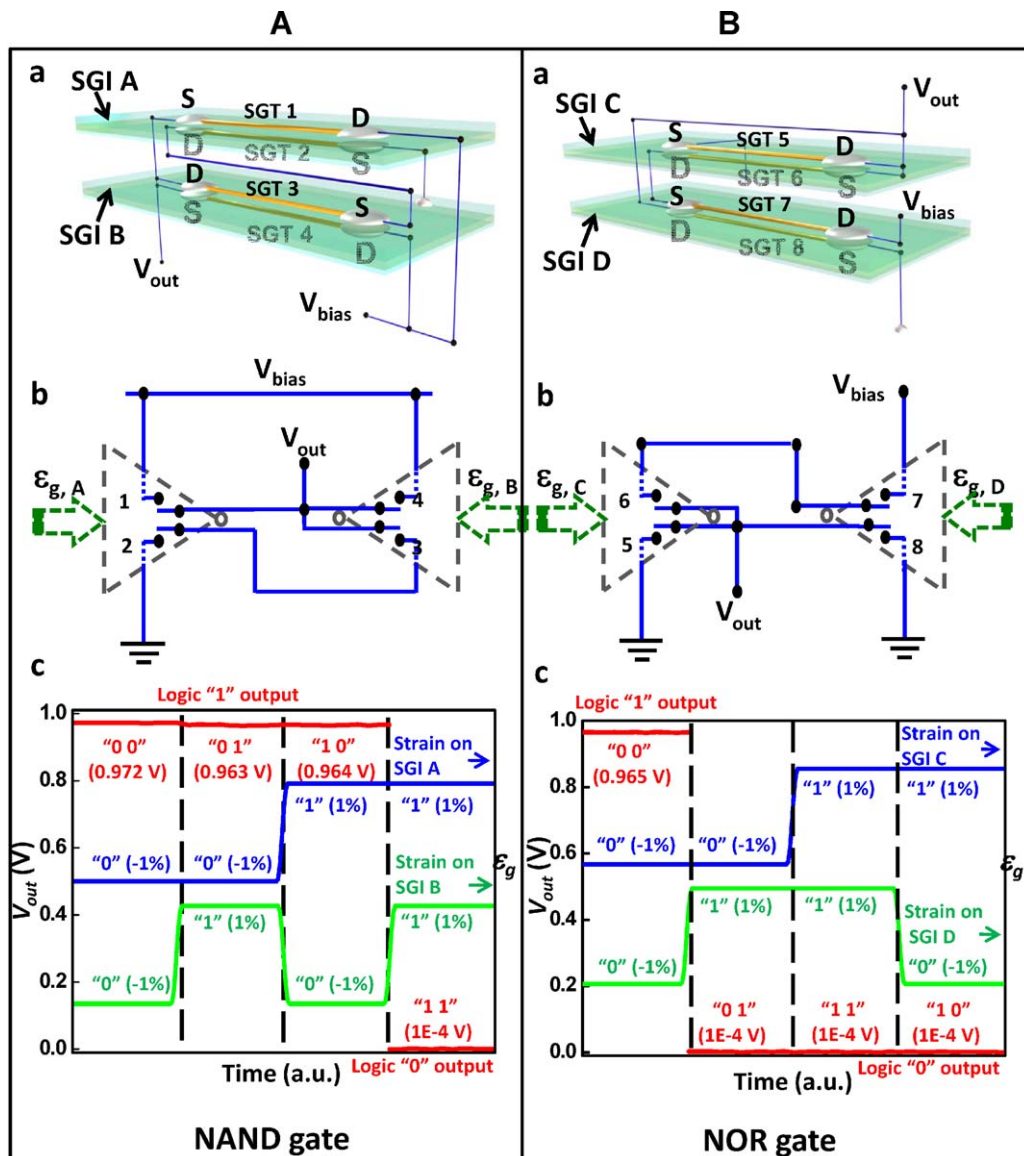 A
B
a
SGI A
S
SGT 1
D
D
SGT 2
S
D
SGT 3
S
SGI B
S
SGT 4
D
Vout
Vbias
a
SGI C
Vout
S
SGT 5
D
D
SGT 6
S
S
SGT 7
D
Vbias
SGI D
D
SGT 8
S
b
Vbias
Vout
εg, A
1
2
4
3
εg, B
b
Vbias
εg, C
6
5
7
8
εg, D
Vout
c
Logic “1” output
1.0
0.8
0.6
0.4
0.2
0.0
Vout (V)
“0 0”
(0.972 V)
“0 1”
(0.963 V)
“1 0”
(0.964 V)
Strain on
SGI A
“0” (-1%)
“0” (-1%)
“1” (1%)
“1” (1%)
Strain on
SGI B
εg
“0” (-1%)
“1” (1%)
“0” (-1%)
“1” (1%)
“1 1”
(1E-4 V)
Logic “0” output
Time (a.u.)
NAND gate
c
Logic “1” output
1.0
0.8
0.6
0.4
0.2
0.0
Vout (V)
“0 0”
(0.965 V)
Strain on
SGI C
“0” (-1%)
“0” (-1%)
“1” (1%)
“1” (1%)
εg
“0” (-1%)
“1” (1%)
“1” (1%)
Strain on
SGI D
“0” (-1%)
“0 1”
(1E-4 V)
“1 1”
(1E-4 V)
“1 0”
(1E-4 V)
Logic “0” output
Time (a.u.)
NOR gate